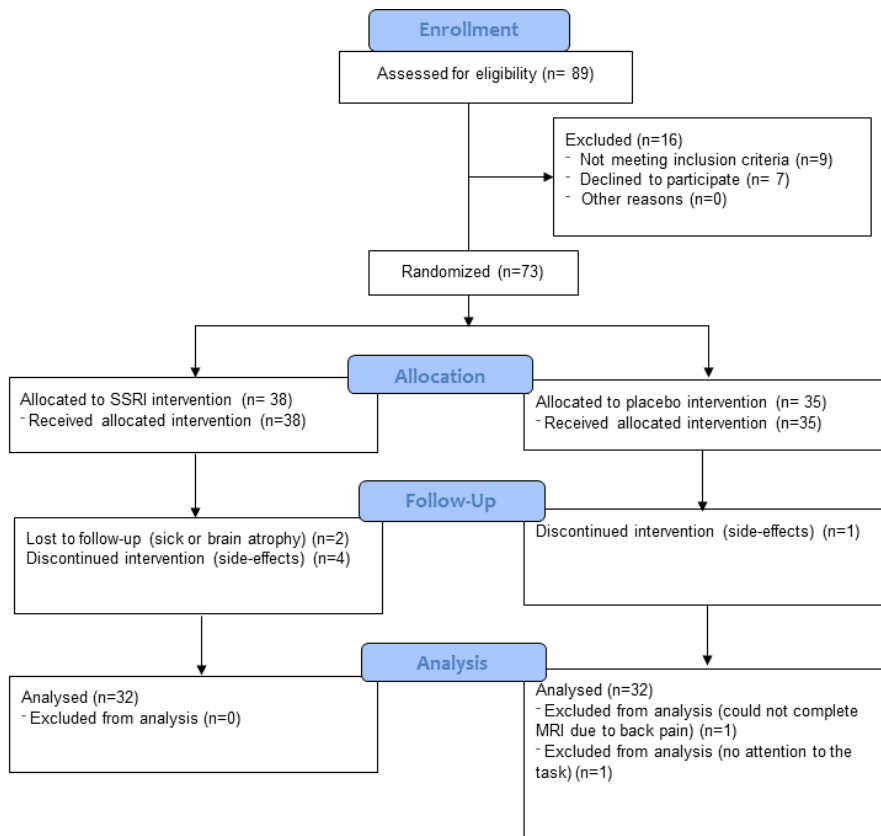 Enrollment
Assessed for eligibility (n= 89)
Excluded (n=16)
- Not meeting inclusion criteria (n=9)
- Declined to participate (n= 7)
- Other reasons (n=0)
Randomized (n=73)
Allocation
Allocated to SSRI intervention (n= 38)
- Received allocated intervention (n=38)
Allocated to placebo intervention (n= 35)
- Received allocated intervention (n=35)
Follow-Up
Lost to follow-up (sick or brain atrophy) (n=2)
Discontinued intervention (side-effects) (n=4)
Discontinued intervention (side-effects) (n=1)
Analysis
Analysed (n=32)
- Excluded from analysis (n=0)
Analysed (n=32)
- Excluded from analysis (could not complete
MRI due to back pain) (n=1)
- Excluded from analysis (no attention to the
task) (n=1)